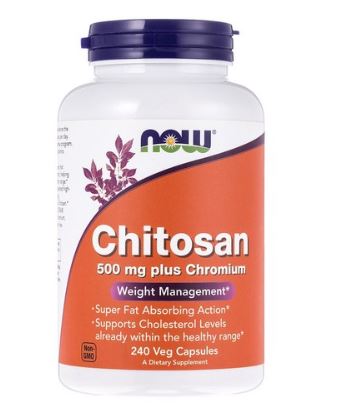 now®
Chitosan
500 mg plus Chromium
Weight Management*
•Super Fat Absorbing Action*
•Supports Cholesterol Levels
already within the healthy range*
Non-
GMO
240 Veg Capsules
A Dietary Supplement